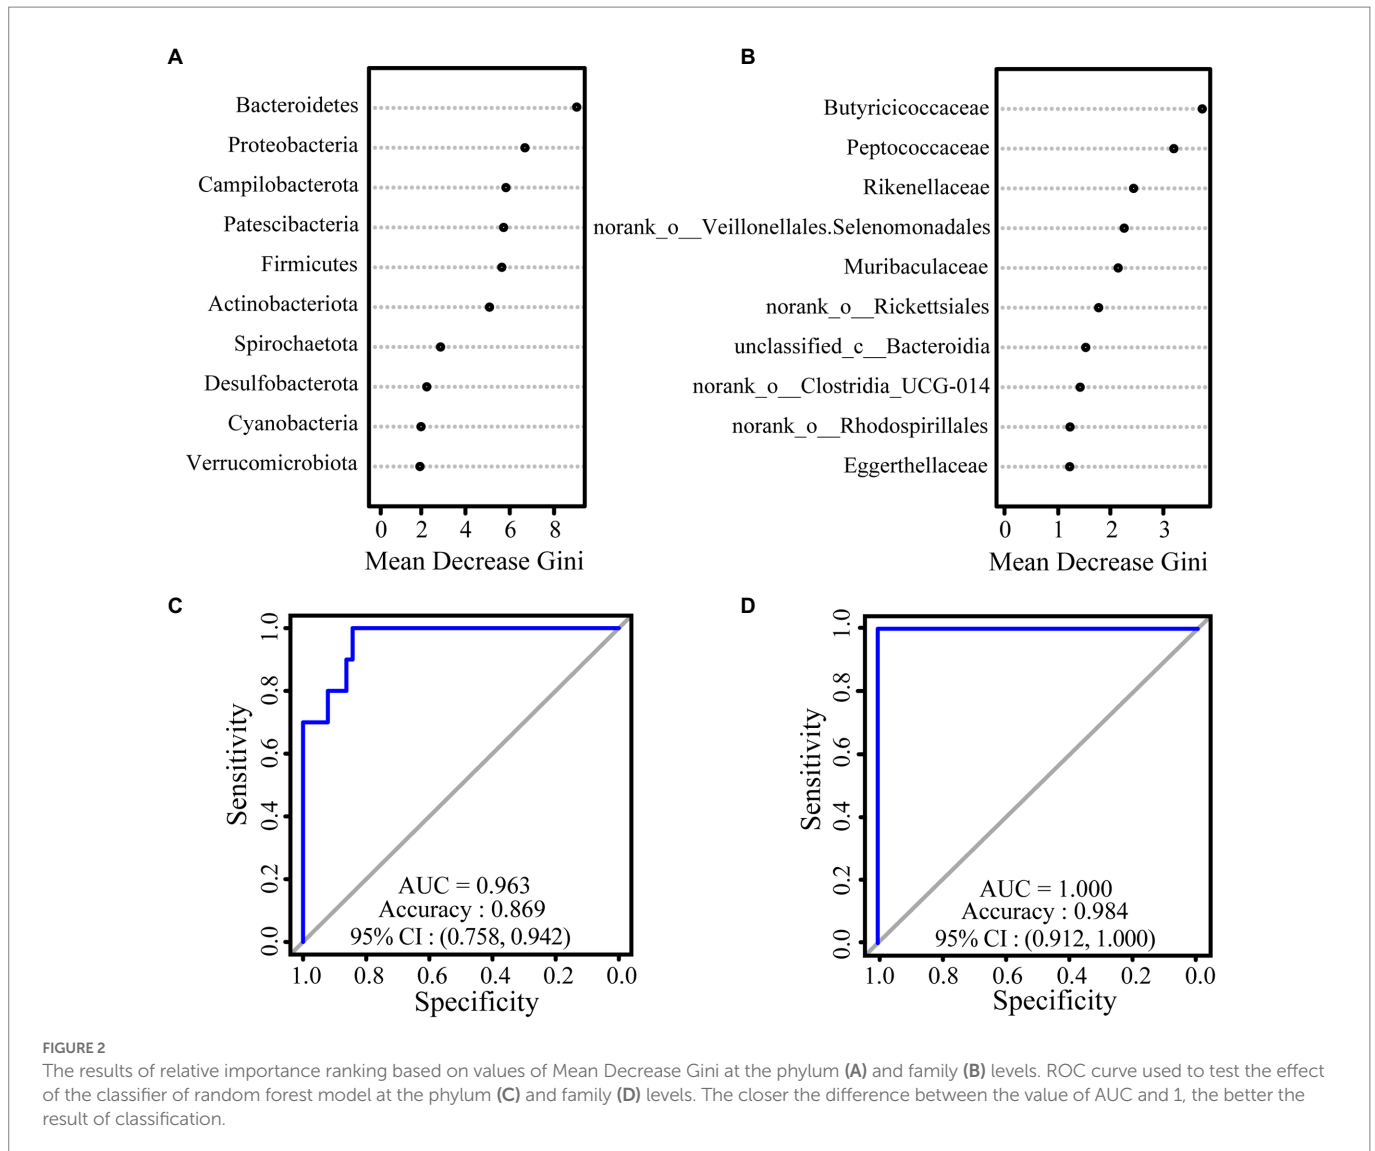 A
Bacteroidetes
Proteobacteria
Campilobacterota
Patescibacteria
Firmicutes
Actinobacteriota
Spirochaetota
Desulfobacterota
Cyanobacteria
Verrucomicrobiota
0 2 4 6 8
Mean Decrease Gini
B
Butyricicoccaceae
Peptococcaceae
Rikenellaceae
norank_o__Veillonellales.Selenomonadales
Muribaculaceae
norank_o__Rickettsiales
unclassified_c__Bacteroidia
norank_o__Clostridia_UCG-014
norank_o__Rhodospirillales
Eggerthellaceae
0 1 2 3
Mean Decrease Gini
C
Sensitivity
1.0
0.8
0.6
0.4
0.2
0.0
AUC = 0.963
Accuracy : 0.869
95% CI : (0.758, 0.942)
1.0 0.8 0.6 0.4 0.2 0.0
Specificity
D
Sensitivity
1.0
0.8
0.6
0.4
0.2
0.0
AUC = 1.000
Accuracy : 0.984
95% CI : (0.912, 1.000)
1.0 0.8 0.6 0.4 0.2 0.0
Specificity
FIGURE 2
The results of relative importance ranking based on values of Mean Decrease Gini at the phylum (A) and family (B) levels. ROC curve used to test the effect
of the classifier of random forest model at the phylum (C) and family (D) levels. The closer the difference between the value of AUC and 1, the better the
result of classification.